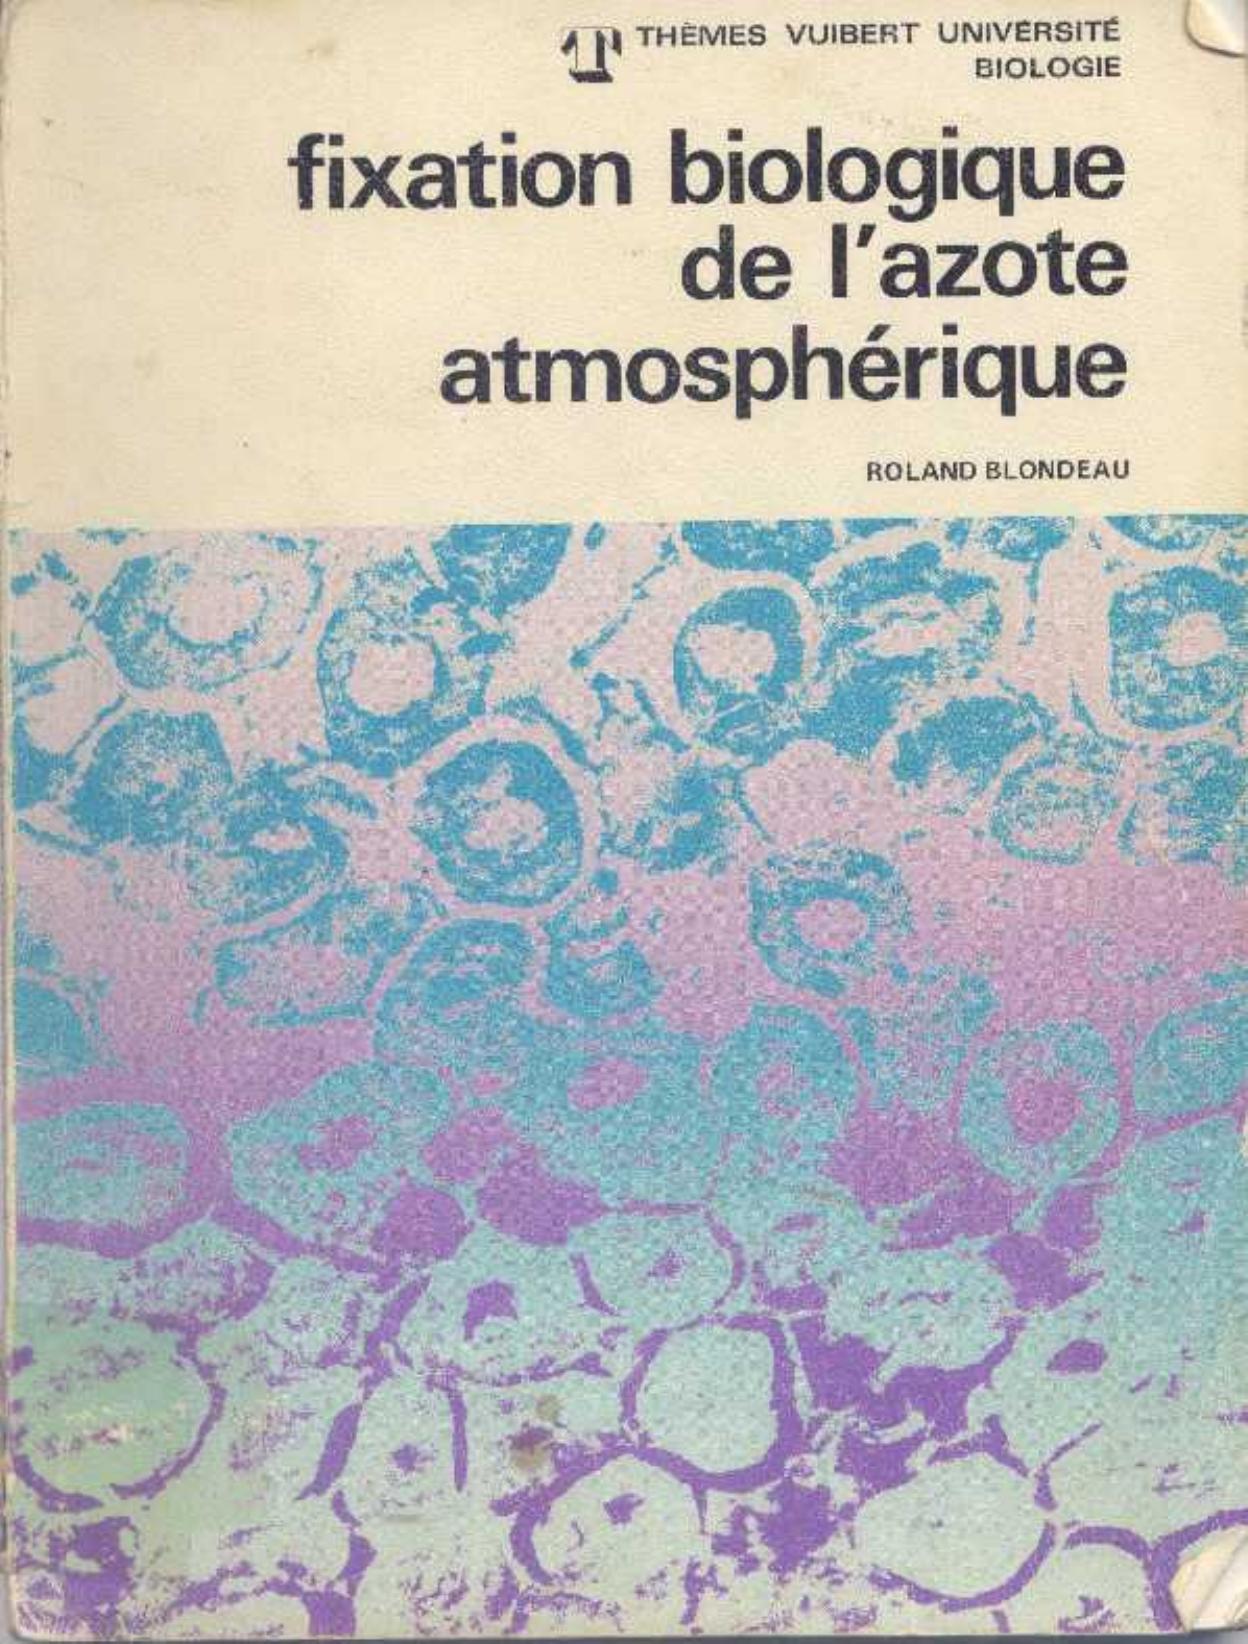 T THÈMES VUIBERT UNIVERSITÉ
BIOLOGIE
fixation biologique
de l'azote
atmosphérique
ROLAND BLONDEAU